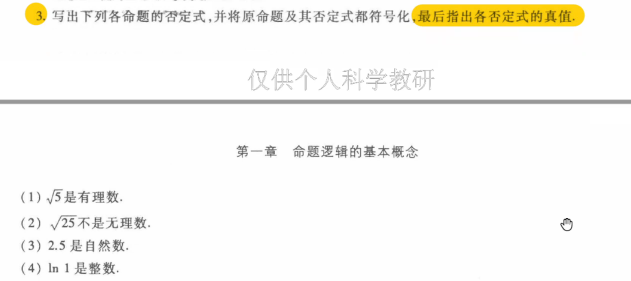 3. 写出下列各命题的否定式,并将原命题及其否定式都符号化,最后指出各否定式的真值.
仅供个人科学教研
第一章 命题逻辑的基本概念
(1) √5是有理数.
(2) √25不是无理数.
(3) 2.5 是自然数.
(4) ln 1 是整数.